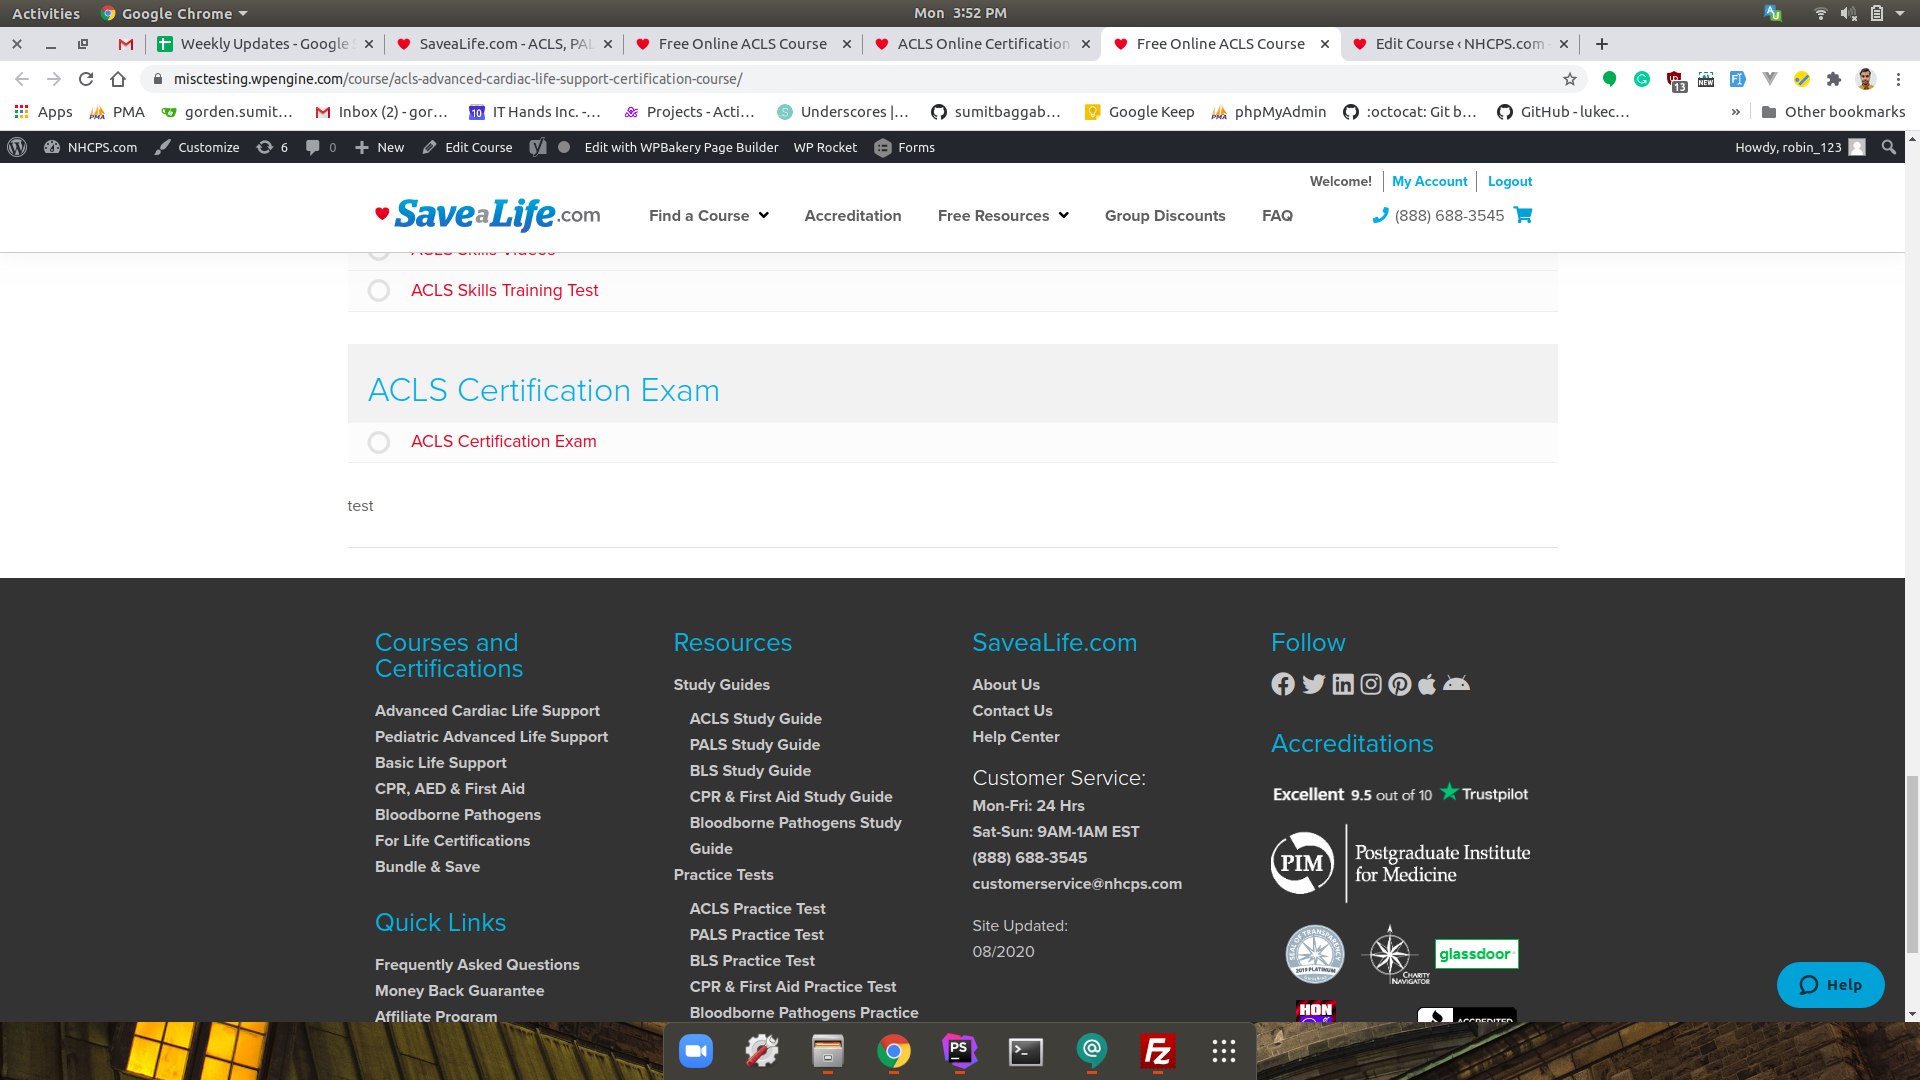 Activities Google Chrome Mon 3:52 PM
Weekly Updates - Google SaveaLife.com - ACLS, PAL Free Online ACLS Course ACLS Online Certification Free Online ACLS Course Edit Course ‹ NHCPS.com
misctesting.wpengine.com/course/acls-advanced-cardiac-life-support-certification-course/ 13 NEW
Apps PMA gorden.sumit... Inbox (2) - gor... 10 IT Hands Inc. -... Projects - Acti... Underscores |... sumitbaggab... Google Keep phpMyAdmin :octocat: Git b... GitHub - lukec... » Other bookmarks
NHCPS.com Customize 6 0 New Edit Course Edit with WPBakery Page Builder WP Rocket Forms Howdy, robin_123
Welcome! My Account Logout
SaveaLife.com Find a Course Accreditation Free Resources Group Discounts FAQ (888) 688-3545
ACLS Skills Videos
ACLS Skills Training Test
ACLS Certification Exam
ACLS Certification Exam
test
Courses and
Certifications
Advanced Cardiac Life Support
Pediatric Advanced Life Support
Basic Life Support
CPR, AED & First Aid
Bloodborne Pathogens
For Life Certifications
Bundle & Save
Quick Links
Frequently Asked Questions
Money Back Guarantee
Affiliate Program
Resources
Study Guides
ACLS Study Guide
PALS Study Guide
BLS Study Guide
CPR & First Aid Study Guide
Bloodborne Pathogens Study
Guide
Practice Tests
ACLS Practice Test
PALS Practice Test
BLS Practice Test
CPR & First Aid Practice Test
Bloodborne Pathogens Practice
SaveaLife.com
About Us
Contact Us
Help Center
Customer Service:
Mon-Fri: 24 Hrs
Sat-Sun: 9AM-1AM EST
(888) 688-3545
customerservice@nhcps.com
Site Updated:
08/2020
Follow
Accreditations
Excellent 9.5 out of 10 Trustpilot
PIM Postgraduate Institute
for Medicine
SEAL OF TRANSPARENCY
2019 PLATINUM
CHARITY
NAVIGATOR
glassdoor
HON
ACCREDITED
Help
PS
Fz